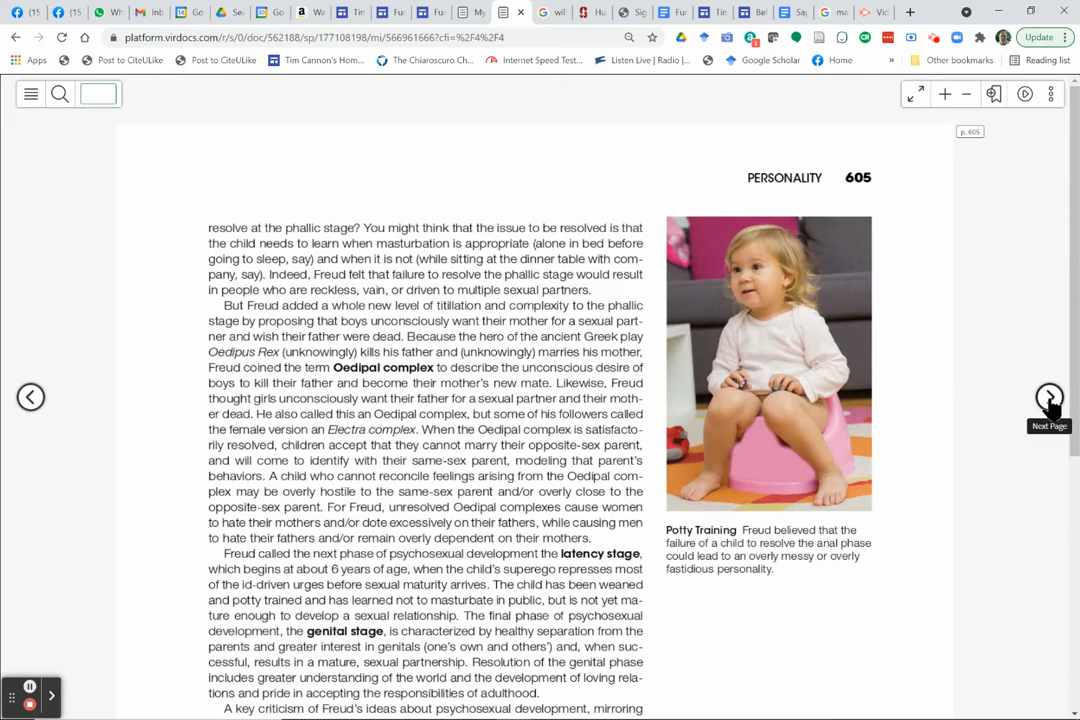 (15
(15
Wh
Inb
Go
Se
Wa
Tin
Fu
Fu
My
will
Hu
Sig
Fu
Tin
Be
Sa
ma
Vi
platform.virdocs.com/r/s/0/doc/562188/sp/177108198/mi/566961666?cfi=%2F4%2F4
Update
Apps
Post to CiteULike
Post to CiteULike
Tim Cannon's Hom...
The Chiaroscuro Ch...
Internet Speed Test...
Listen Live | Radio |...
Google Scholar
Home
»
Other bookmarks
Reading list
p. 605
PERSONALITY 605
resolve at the phallic stage? You might think that the issue to be resolved is that
the child needs to learn when masturbation is appropriate (alone in bed before
going to sleep, say) and when it is not (while sitting at the dinner table with com-
pany, say). Indeed, Freud felt that failure to resolve the phallic stage would result
in people who are reckless, vain, or driven to multiple sexual partners.
But Freud added a whole new level of titillation and complexity to the phallic
stage by proposing that boys unconsciously want their mother for a sexual part-
ner and wish their father were dead. Because the hero of the ancient Greek play
Oedipus Rex (unknowingly) kills his father and (unknowingly) marries his mother,
Freud coined the term Oedipal complex to describe the unconscious desire of
boys to kill their father and become their mother's new mate. Likewise, Freud
thought girls unconsciously want their father for a sexual partner and their moth-
er dead. He also called this an Oedipal complex, but some of his followers called
the female version an Electra complex. When the Oedipal complex is satisfacto-
rily resolved, children accept that they cannot marry their opposite-sex parent,
and will come to identify with their same-sex parent, modeling that parent's
behaviors. A child who cannot reconcile feelings arising from the Oedipal com-
plex may be overly hostile to the same-sex parent and/or overly close to the
opposite-sex parent. For Freud, unresolved Oedipal complexes cause women
to hate their mothers and/or dote excessively on their fathers, while causing men
to hate their fathers and/or remain overly dependent on their mothers.
Freud called the next phase of psychosexual development the latency stage,
which begins at about 6 years of age, when the child's superego represses most
of the id-driven urges before sexual maturity arrives. The child has been weaned
and potty trained and has learned not to masturbate in public, but is not yet ma-
ture enough to develop a sexual relationship. The final phase of psychosexual
development, the genital stage, is characterized by healthy separation from the
parents and greater interest in genitals (one's own and others') and, when suc-
cessful, results in a mature, sexual partnership. Resolution of the genital phase
includes greater understanding of the world and the development of loving rela-
tions and pride in accepting the responsibilities of adulthood.
A key criticism of Freud's ideas about psychosexual development, mirroring
Potty Training Freud believed that the
failure of a child to resolve the anal phase
could lead to an overly messy or overly
fastidious personality.
Next Page